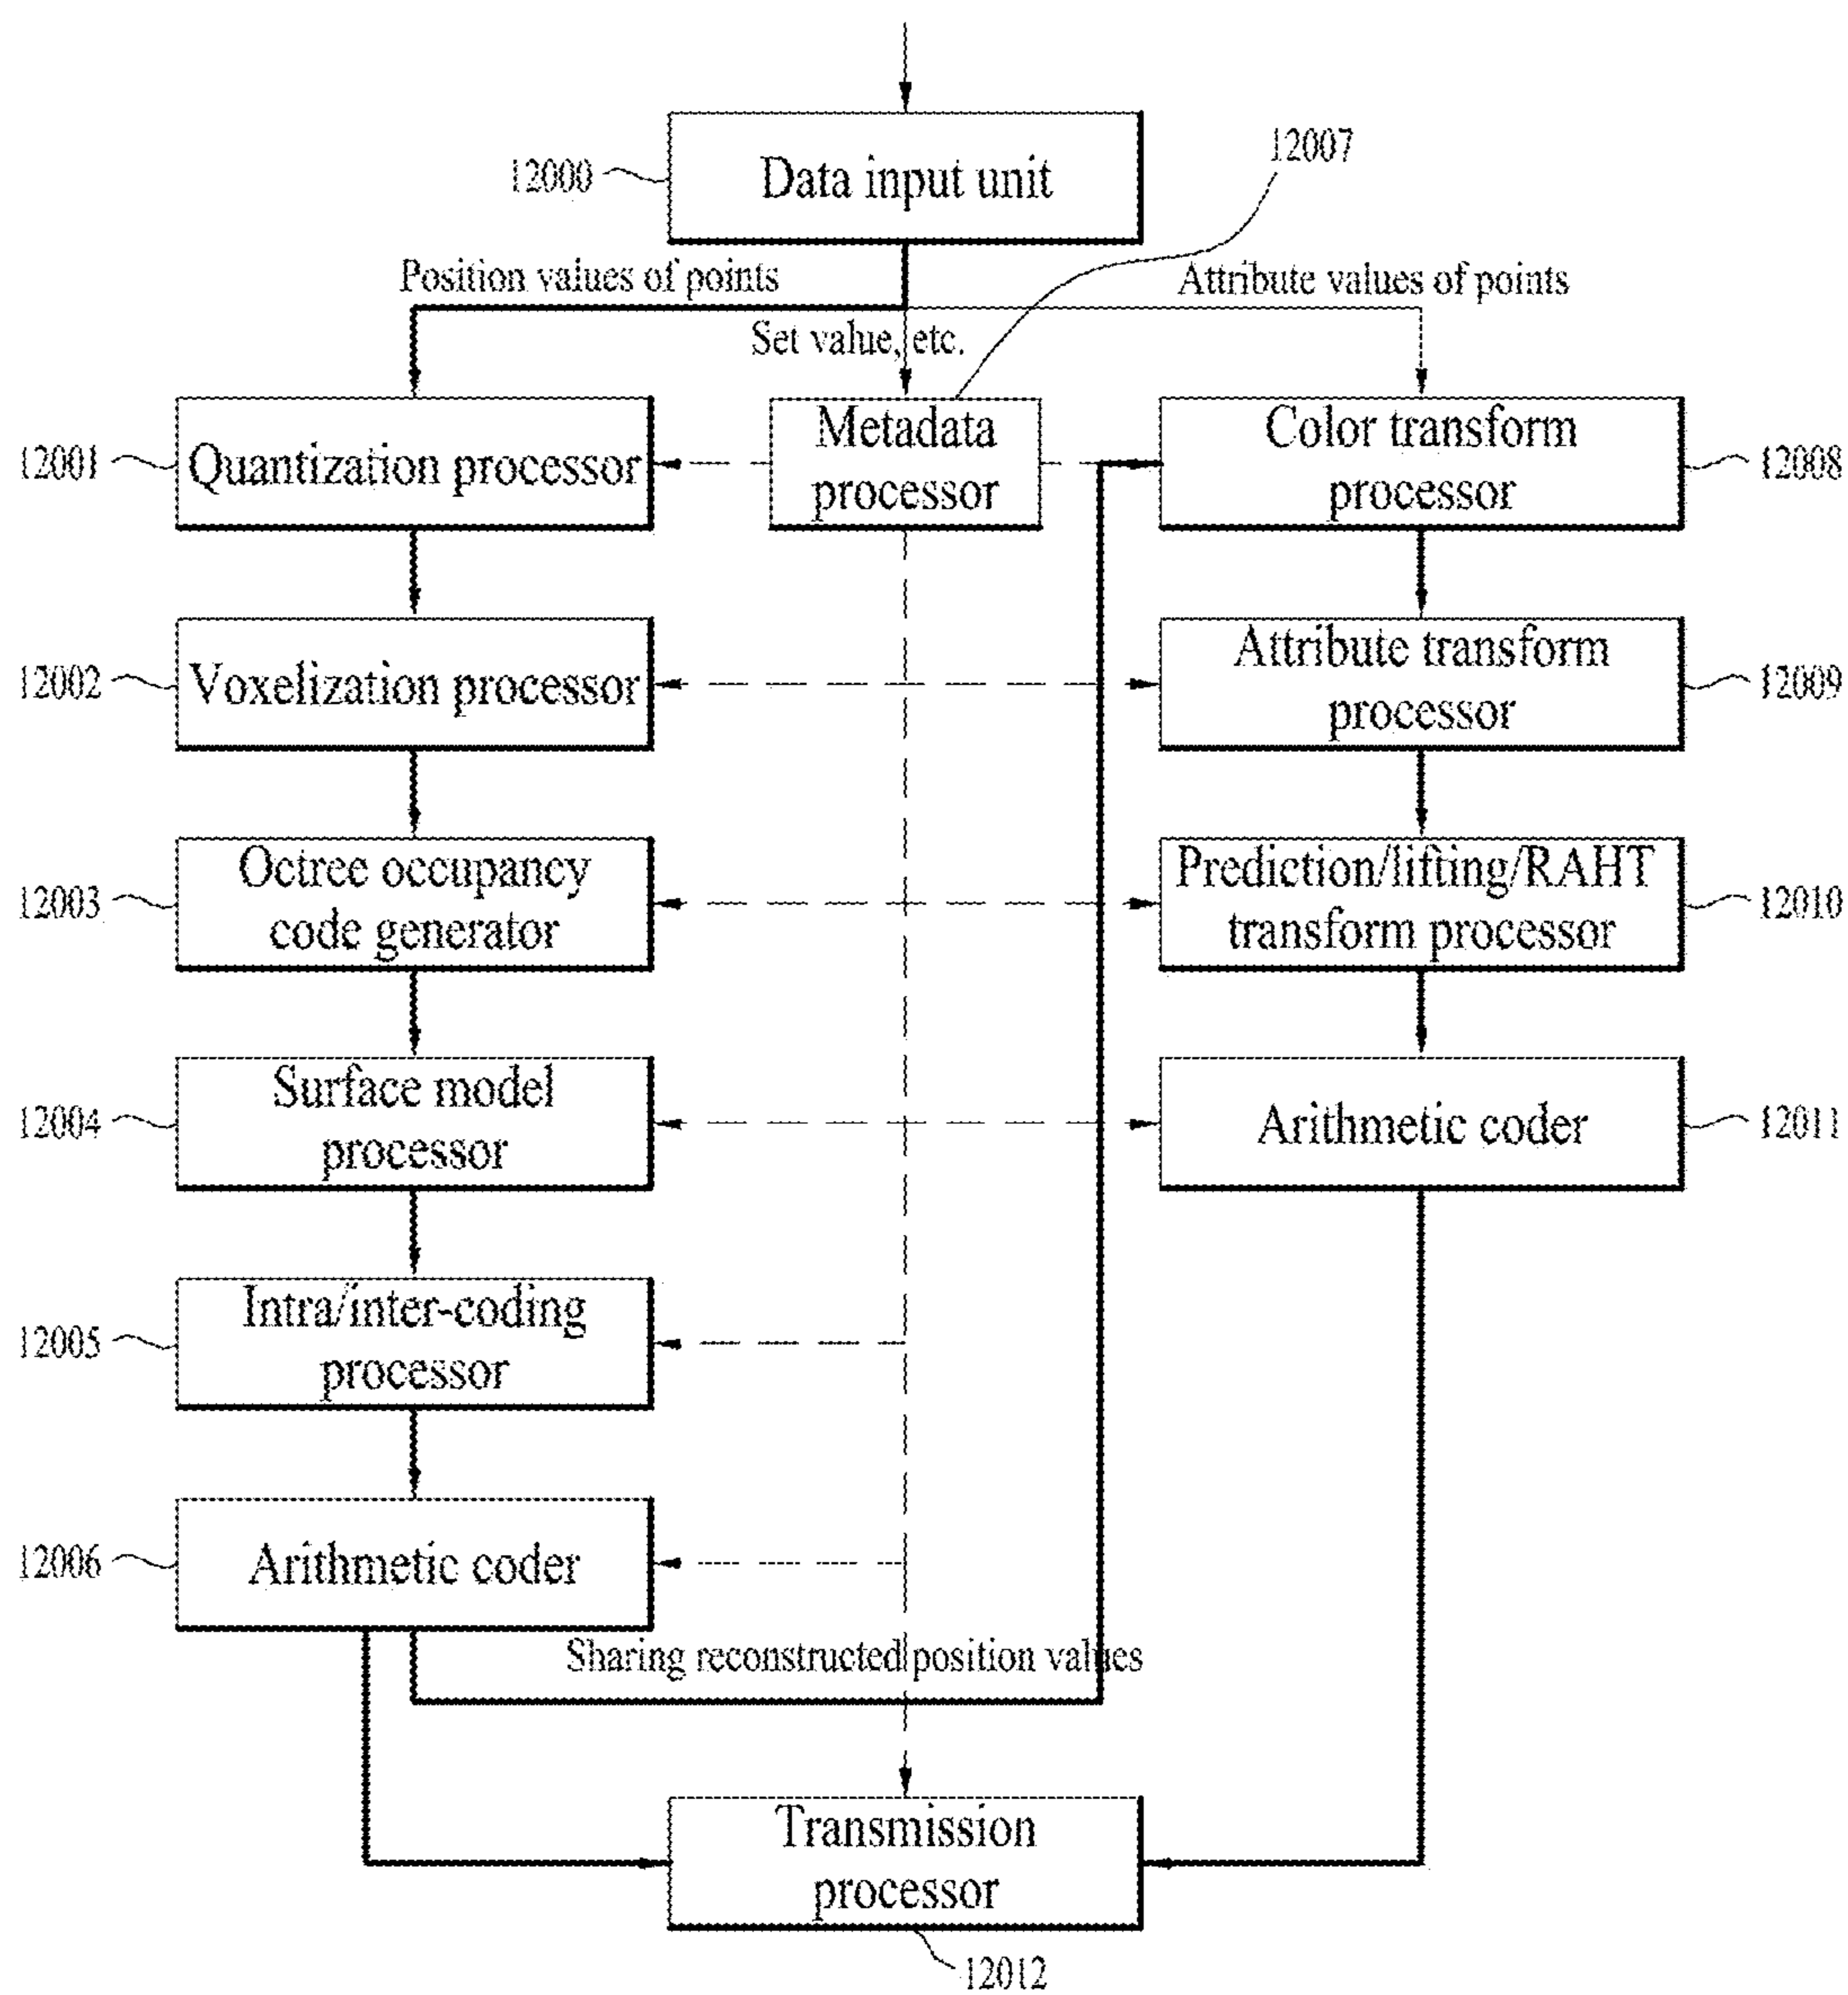 12000
Data input unit
12007
Position values of points
Attribute values of points
Set value, etc.
12001
Quantization processor
Metadata
processor
Color transform
processor
12008
12002
Voxelization processor
Attribute transform
processor
12009
12003
Octree occupancy
code generator
Prediction/lifting/RAHT
transform processor
12010
12004
Surface model
processor
Arithmetic coder
12011
12005
Intra/inter-coding
processor
12006
Arithmetic coder
Sharing reconstructed position values
Transmission
processor
12012